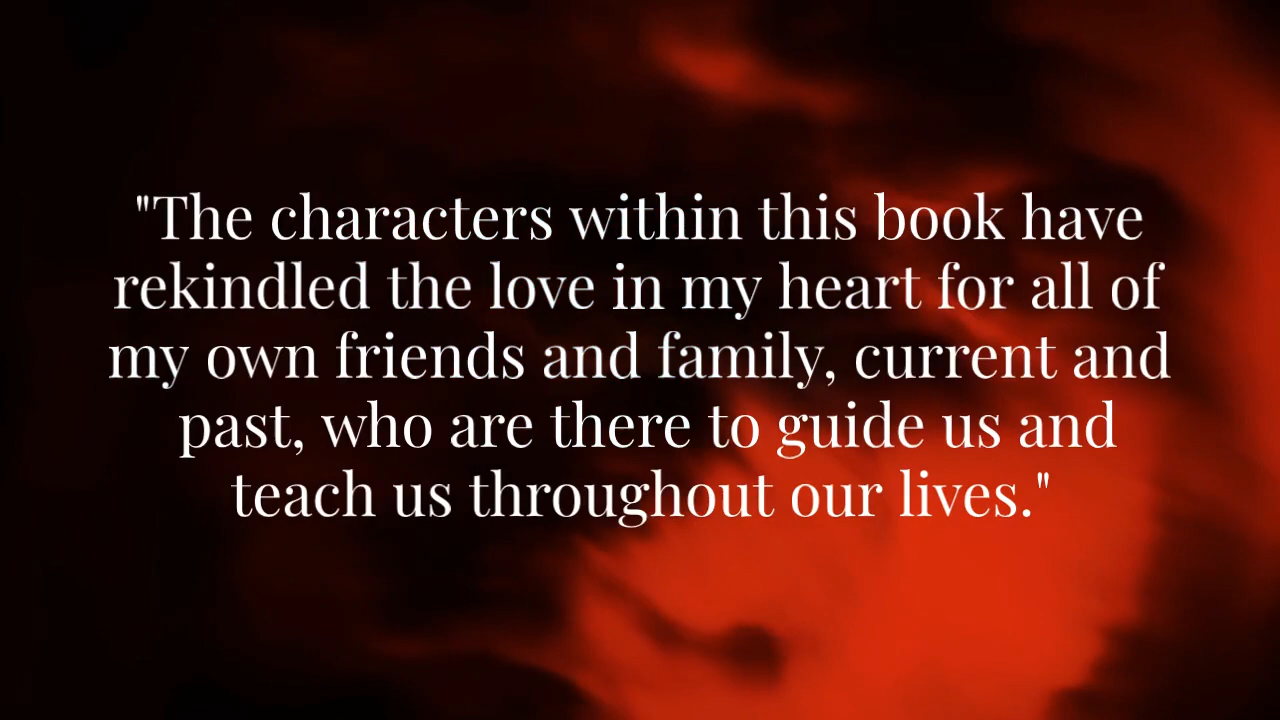 "The characters within this book have
rekindled the love in my heart for all of
my own friends and family, current and
past, who are there to guide us and
teach us throughout our lives."